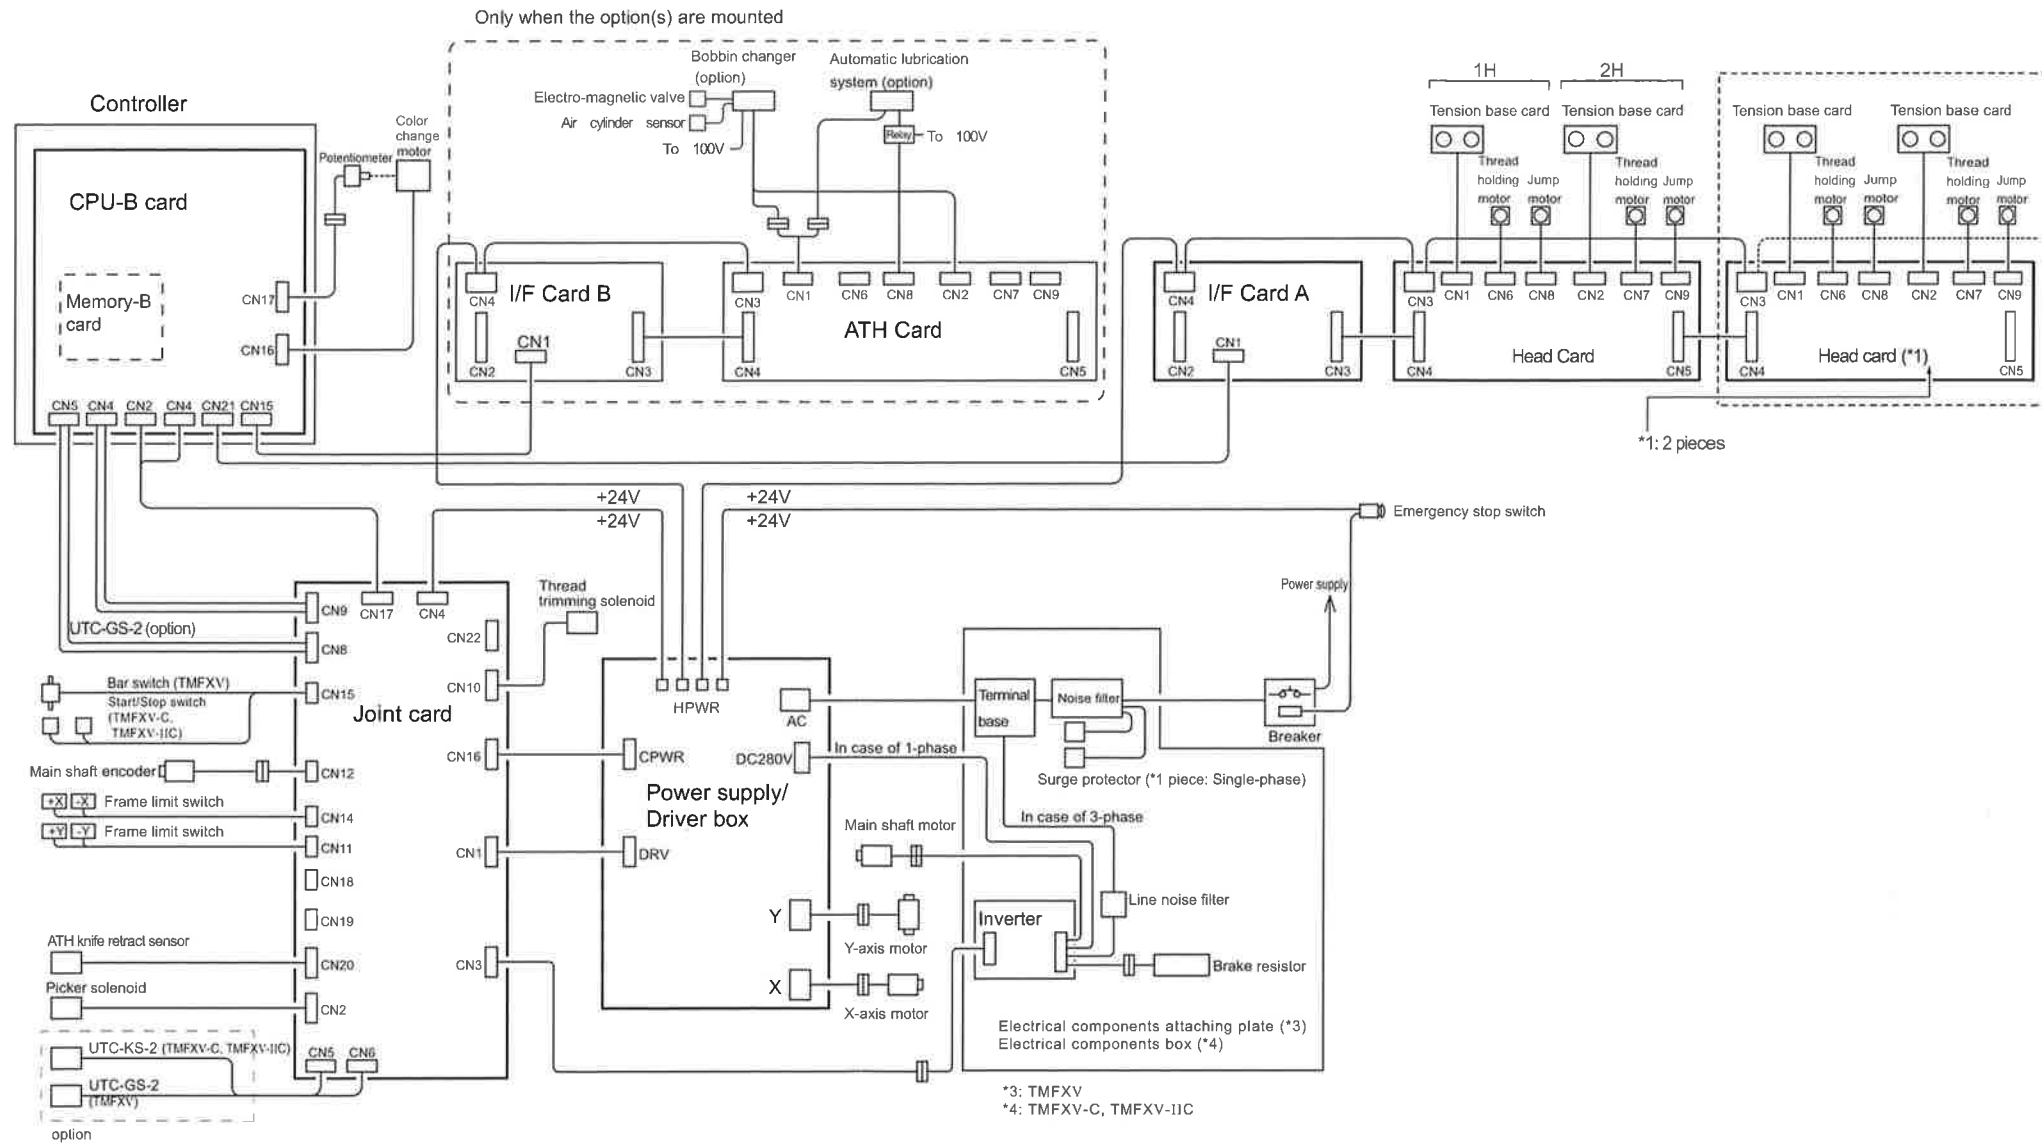 Only when the option(s) are mounted
Controller
CPU-B card
Memory-B
card
CN17
CN16
CN5
CN4
CN2
CN4
CN21
CN15
Potentiometer
Color
change
motor
Bobbin changer
(option)
Electro-magnetic valve
Air cylinder sensor
To 100V
Automatic lubrication
system (option)
Relay
To 100V
CN4
I/F Card B
CN1
CN2
CN3
CN3
CN1
CN6
CN8
CN2
CN7
CN9
ATH Card
CN4
CN5
CN4
I/F Card A
CN1
CN2
CN3
1H
2H
Tension base card
Tension base card
Thread
holding
motor
Jump
motor
Thread
holding
motor
Jump
motor
CN3
CN1
CN6
CN8
CN2
CN7
CN9
Head Card
CN4
CN5
Tension base card
Tension base card
Thread
holding
motor
Jump
motor
Thread
holding
motor
Jump
motor
CN3
CN1
CN6
CN8
CN2
CN7
CN9
Head card (*1)
CN4
CN5
*1: 2 pieces
+24V
+24V
+24V
+24V
Emergency stop switch
Power supply
UTC-GS-2 (option)
Bar switch (TMFXV)
Start/Stop switch
(TMFXV-C,
TMFXV-IIC)
Main shaft encoder
+X
-X
Frame limit switch
+Y
-Y
Frame limit switch
ATH knife retract sensor
Picker solenoid
UTC-KS-2 (TMFXV-C, TMFXV-IIC)
UTC-GS-2
(TMFXV)
option
CN9
CN17
CN4
CN8
CN22
CN15
CN10
Joint card
CN16
CN12
CN14
CN11
CN1
CN18
CN19
CN20
CN3
CN2
CN5
CN6
Thread
trimming solenoid
HPWR
AC
CPWR
DC280V
Power supply/
Driver box
DRV
Y
X
In case of 1-phase
Terminal
base
Noise filter
Breaker
Surge protector (*1 piece: Single-phase)
In case of 3-phase
Main shaft motor
Y-axis motor
X-axis motor
Line noise filter
Inverter
Brake resistor
Electrical components attaching plate (*3)
Electrical components box (*4)
*3: TMFXV
*4: TMFXV-C, TMFXV-IIC